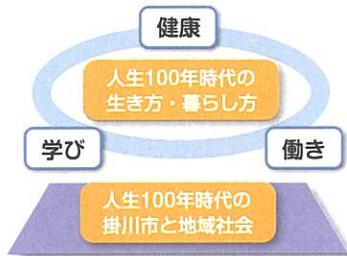 健康
人生100年時代の
生き方・暮らし方
学び
働き
人生100年時代の
掛川市と地域社会